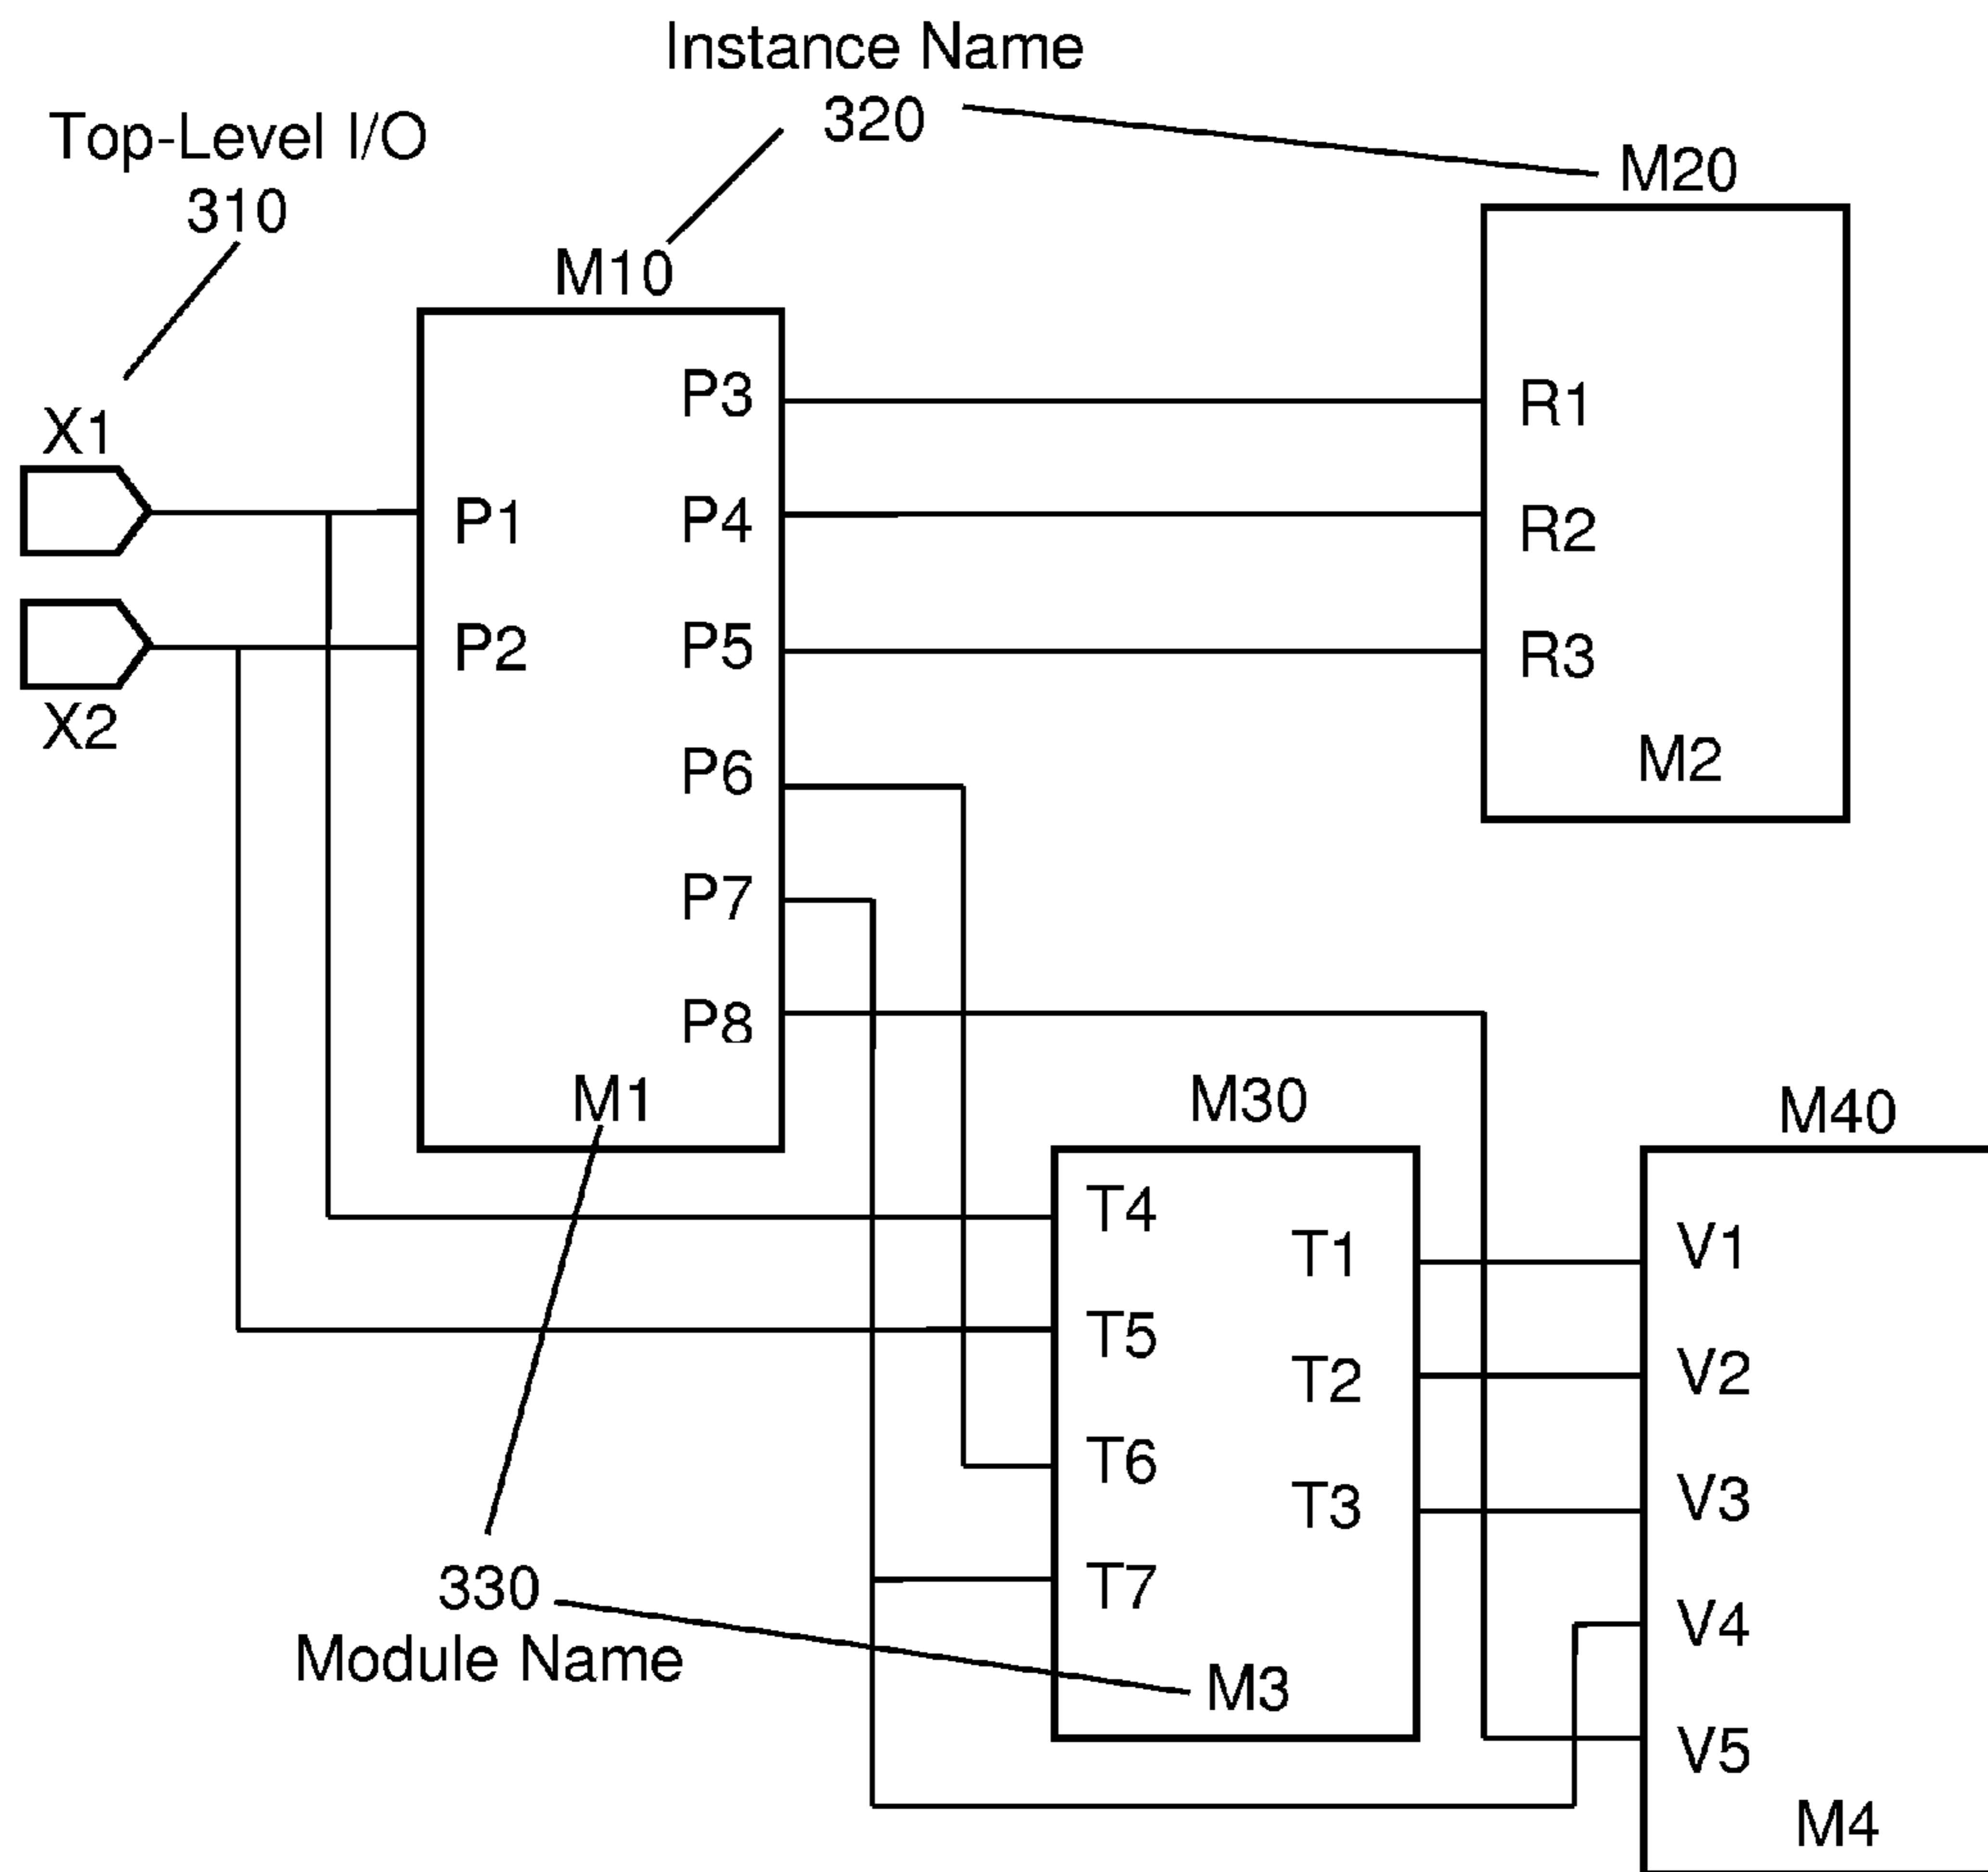 Instance Name
320
Top-Level I/O
310
M20
M10
X1
P3
R1
P1
P4
R2
P2
P5
R3
X2
P6
M2
P7
P8
M1
M30
M40
T4
T1
V1
T5
T2
V2
T6
T3
V3
T7
V4
330
Module Name
M3
V5
M4